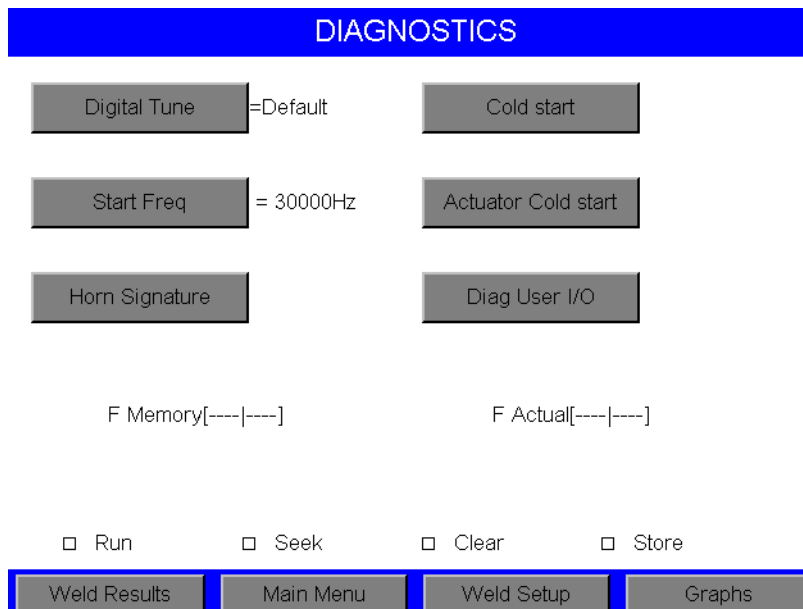 DIAGNOSTICS
Digital Tune =Default Cold start
Start Freq = 30000Hz Actuator Cold start
Horn Signature Diag User I/O
F Memory[----|----] F Actual[----|----]
Run Seek Clear Store
Weld Results Main Menu Weld Setup Graphs